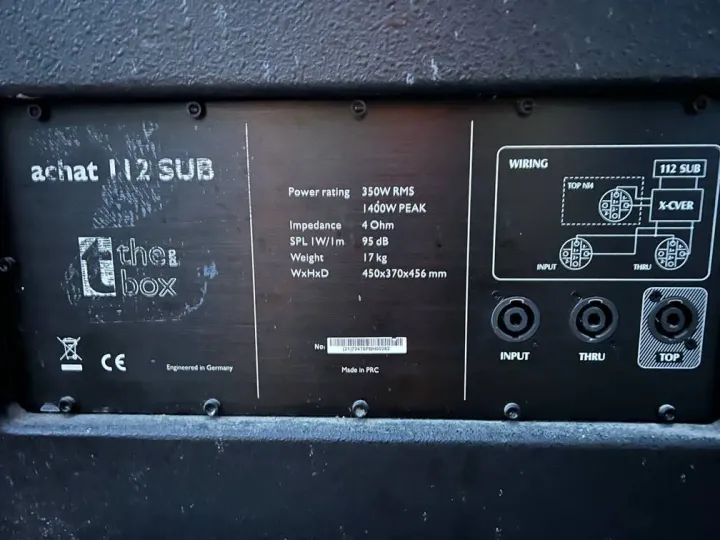 achat 112 SUB
the
box
CE
Engineered in Germany
Power rating 350W RMS
1400W PEAK
Impedance 4 Ohm
SPL 1W/1m 95 dB
Weight 17 kg
WxHxD 450x370x456 mm
No:
Made in PRC
WIRING
112 SUB
TOP Nl4
X-CVER
INPUT
THRU
INPUT
THRU
TOP